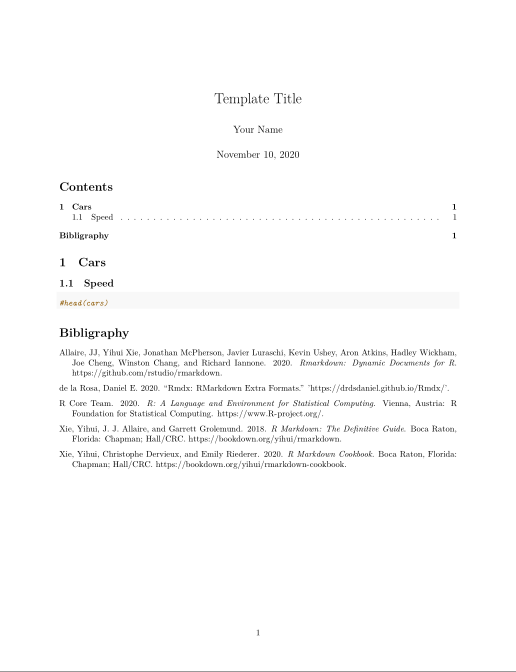 Template Title
Your Name
November 10, 2020
Contents
1 Cars 1
1.1 Speed . . . . . . . . . . . . . . . . . . . . . . . . . . . . . . . . . . . . . . . . . . . . . . . . . 1
Bibligraphy 1
1 Cars
1.1 Speed
#head(cars)
Bibligraphy
Allaire, JJ, Yihui Xie, Jonathan McPherson, Javier Luraschi, Kevin Ushey, Aron Atkins, Hadley Wickham,
Joe Cheng, Winston Chang, and Richard Iannone. 2020. Rmarkdown: Dynamic Documents for R.
https://github.com/rstudio/rmarkdown.
de la Rosa, Daniel E. 2020. “Rmdx: RMarkdown Extra Formats.” 'https://drdsdaniel.github.io/Rmdx/'.
R Core Team. 2020. R: A Language and Environment for Statistical Computing. Vienna, Austria: R
Foundation for Statistical Computing. https://www.R-project.org/.
Xie, Yihui, J. J. Allaire, and Garrett Grolemund. 2018. R Markdown: The Definitive Guide. Boca Raton,
Florida: Chapman; Hall/CRC. https://bookdown.org/yihui/rmarkdown.
Xie, Yihui, Christophe Dervieux, and Emily Riederer. 2020. R Markdown Cookbook. Boca Raton, Florida:
Chapman; Hall/CRC. https://bookdown.org/yihui/rmarkdown-cookbook.
1